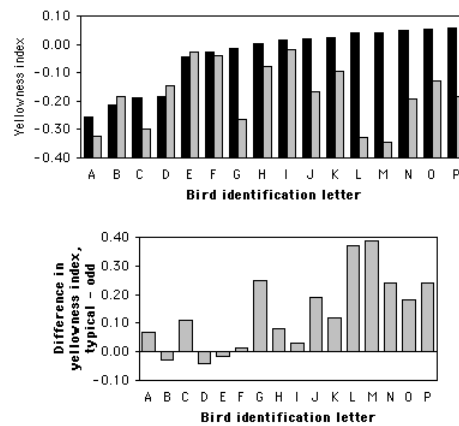 0.10
0.00
-0.10
-0.20
-0.30
-0.40
Yellowness index
A B C D E F G H I J K L M N O P
Bird identification letter
0.40
0.30
0.20
0.10
0.00
-0.10
Difference in
yellowness index,
typical - odd
A B C D E F G H I J K L M N O P
Bird identification letter